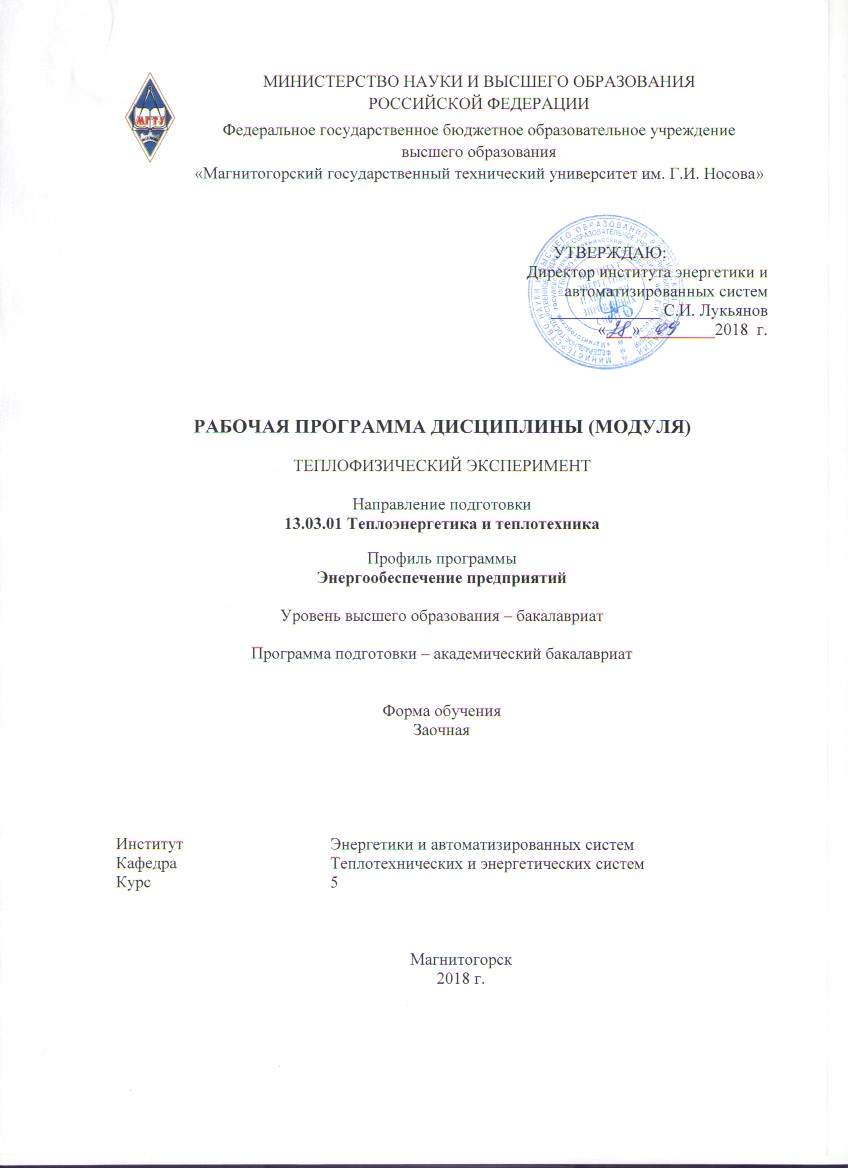 МИНИСТЕРСТВО НАУКИ И ВЫСШЕГО ОБРАЗОВАНИЯ
РОССИЙСКОЙ ФЕДЕРАЦИИ
Федеральное государственное бюджетное образовательное учреждение
высшего образования
«Магнитогорский государственный технический университет им. Г.И. Носова»
МГТУ
УТВЕРЖДАЮ:
Директор института энергетики и
автоматизированных систем
С.И. Лукьянов
«28» 09 2018 г.
РАБОЧАЯ ПРОГРАММА ДИСЦИПЛИНЫ (МОДУЛЯ)
ТЕПЛОФИЗИЧЕСКИЙ ЭКСПЕРИМЕНТ
Направление подготовки
13.03.01 Теплоэнергетика и теплотехника
Профиль программы
Энергообеспечение предприятий
Уровень высшего образования – бакалавриат
Программа подготовки – академический бакалавриат
Форма обучения
Заочная
Институт Энергетики и автоматизированных систем
Кафедра Теплотехнических и энергетических систем
Курс 5
Магнитогорск
2018 г.